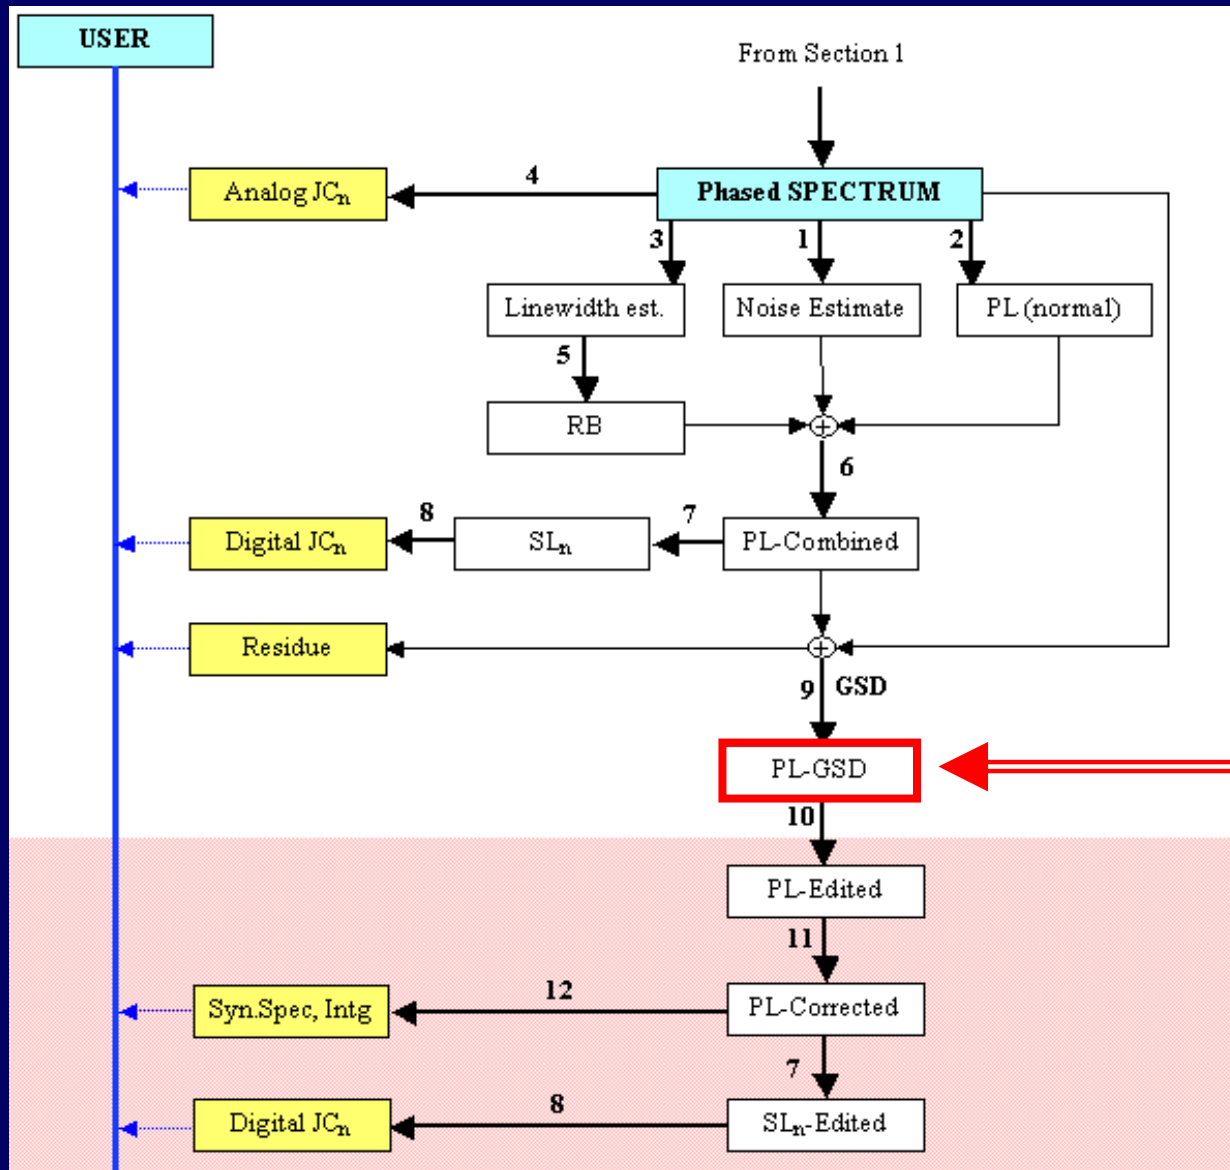 USER
From Section 1
4
Analog JCn
Phased SPECTRUM
3
1
2
Linewidth est.
Noise Estimate
PL (normal)
5
RB
+
6
8
7
Digital JCn
SLn
PL-Combined
Residue
+
9 GSD
PL-GSD
10
PL-Edited
11
12
Syn.Spec, Intg
PL-Corrected
7
8
Digital JCn
SLn-Edited